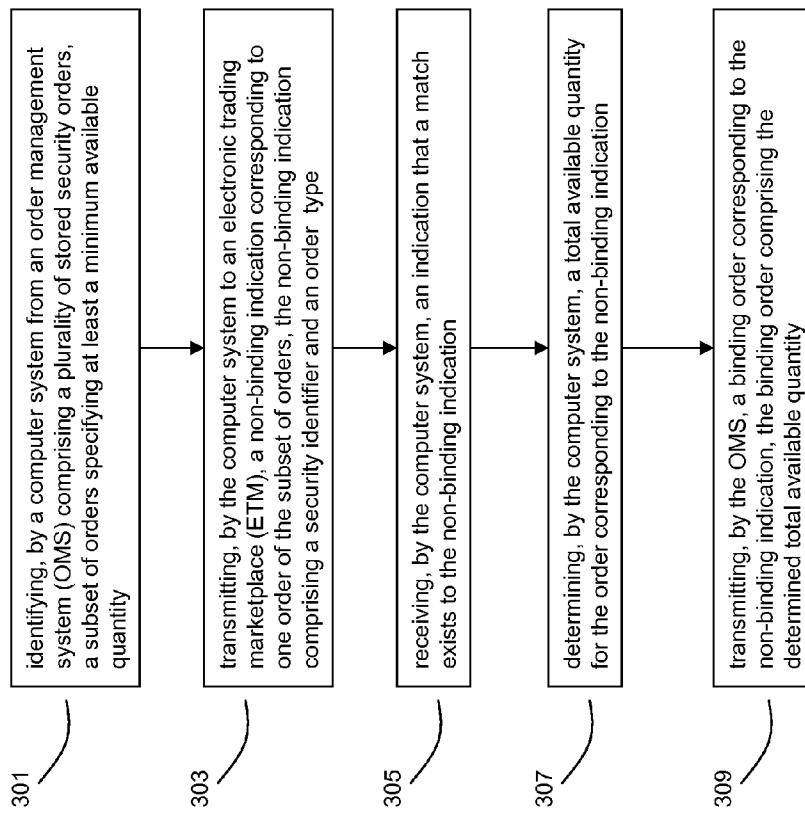 301
identifying, by a computer system from an order management
system (OMS) comprising a plurality of stored security orders,
a subset of orders specifying at least a minimum available
quantity
303
transmitting, by the computer system to an electronic trading
marketplace (ETM), a non-binding indication corresponding to
one order of the subset of orders, the non-binding indication
comprising a security identifier and an order type
305
receiving, by the computer system, an indication that a match
exists to the non-binding indication
307
determining, by the computer system, a total available quantity
for the order corresponding to the non-binding indication
309
transmitting, by the OMS, a binding order corresponding to the
non-binding indication, the binding order comprising the
determined total available quantity